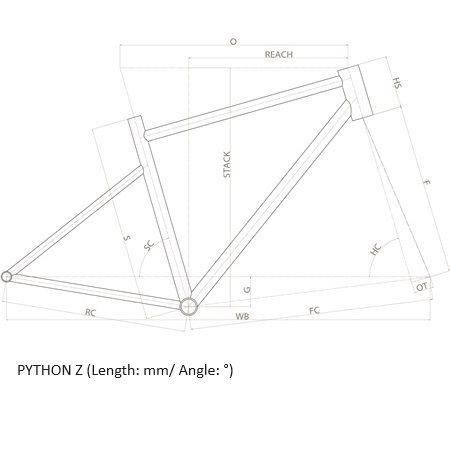 O
REACH
HS
STACK
F
S
SC
HC
G
OT
RC
WB
FC
PYTHON Z (Length: mm/ Angle: °)